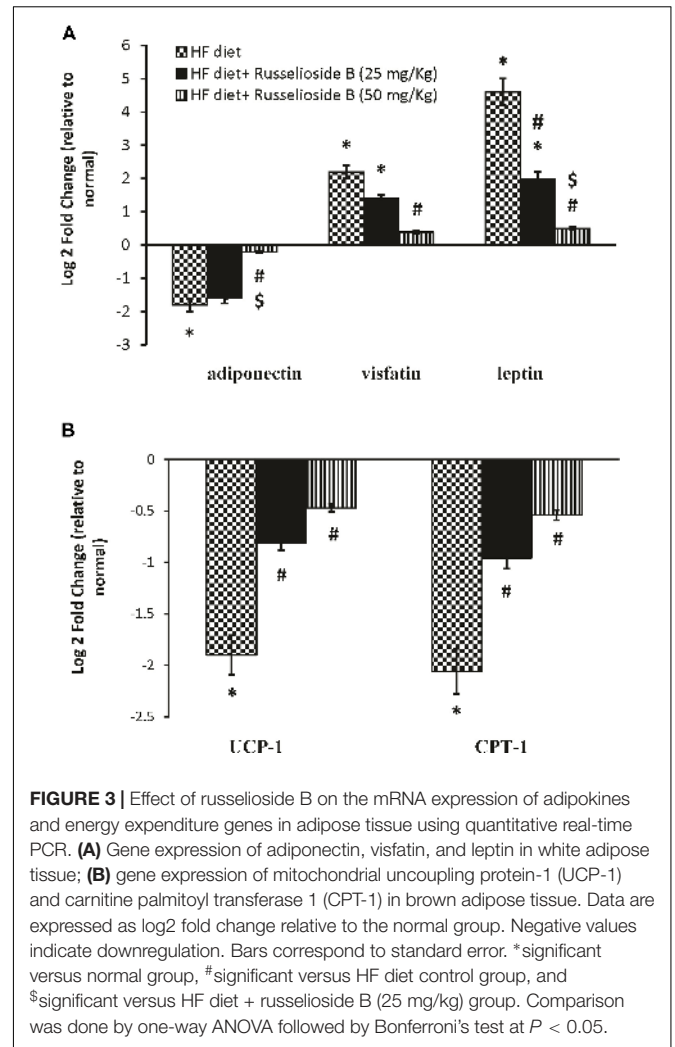 A
Log 2 Fold Change (relative to
normal)
6
5
4
3
2
1
0
-1
-2
-3
HF diet
HF diet+ Russelioside B (25 mg/Kg)
HF diet+ Russelioside B (50 mg/Kg)
*
#
$
*
*
#
*
#
*
$
#
adiponectin visfatin leptin
B
Log 2 Fold Change (relative to
normal)
0
-0.5
-1
-1.5
-2
-2.5
*
#
#
*
#
#
UCP-1 CPT-1
FIGURE 3 | Effect of russelioside B on the mRNA expression of adipokines
and energy expenditure genes in adipose tissue using quantitative real-time
PCR. (A) Gene expression of adiponectin, visfatin, and leptin in white adipose
tissue; (B) gene expression of mitochondrial uncoupling protein-1 (UCP-1)
and carnitine palmitoyl transferase 1 (CPT-1) in brown adipose tissue. Data are
expressed as log2 fold change relative to the normal group. Negative values
indicate downregulation. Bars correspond to standard error. *significant
versus normal group, #significant versus HF diet control group, and
$significant versus HF diet + russelioside B (25 mg/kg) group. Comparison
was done by one-way ANOVA followed by Bonferroni's test at P < 0.05.